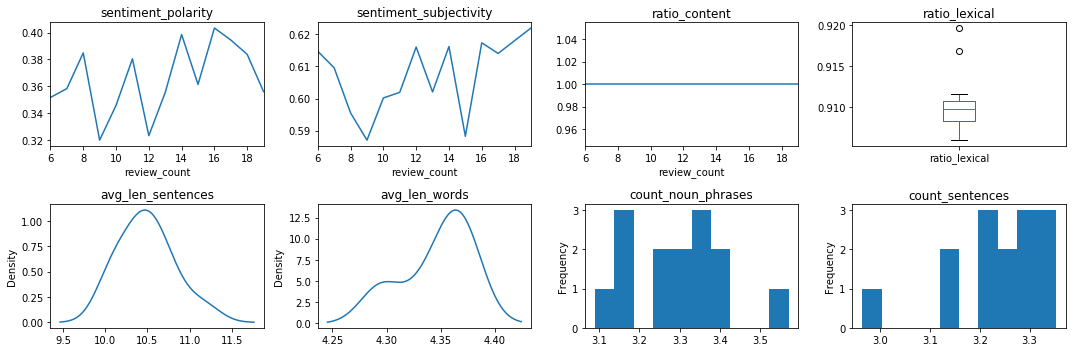 sentiment_polarity
0.40
0.38
0.36
0.34
0.32
6 8 10 12 14 16 18
review_count
sentiment_subjectivity
0.62
0.61
0.60
0.59
6 8 10 12 14 16 18
review_count
ratio_content
1.04
1.02
1.00
0.98
0.96
6 8 10 12 14 16 18
review_count
ratio_lexical
0.920
0.915
0.910
ratio_lexical
avg_len_sentences
Density
1.00
0.75
0.50
0.25
0.00
9.5 10.0 10.5 11.0 11.5
avg_len_words
Density
12.5
10.0
7.5
5.0
2.5
0.0
4.25 4.30 4.35 4.40
count_noun_phrases
Frequency
3
2
1
0
3.1 3.2 3.3 3.4 3.5
count_sentences
Frequency
3
2
1
0
3.0 3.1 3.2 3.3